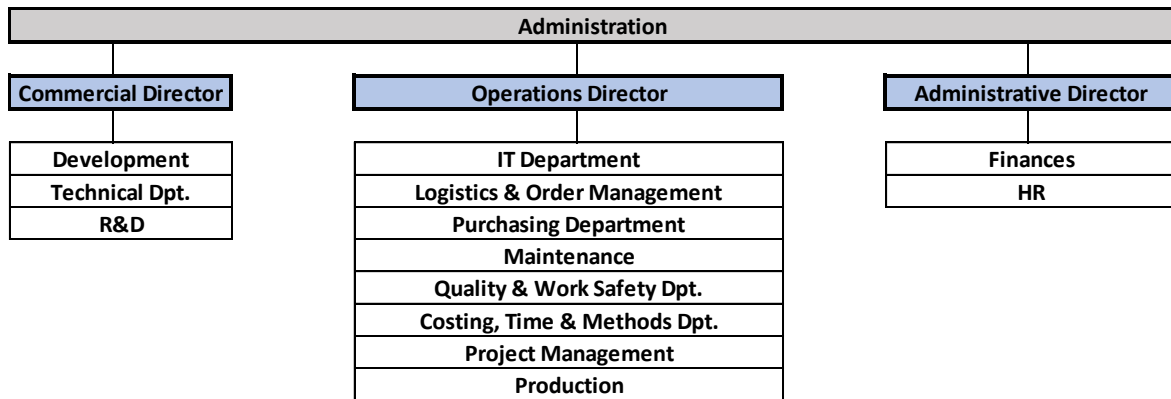 Administration
Commercial Director
Operations Director
Administrative Director
Development
Technical Dpt.
R&D
IT Department
Logistics & Order Management
Purchasing Department
Maintenance
Quality & Work Safety Dpt.
Costing, Time & Methods Dpt.
Project Management
Production
Finances
HR